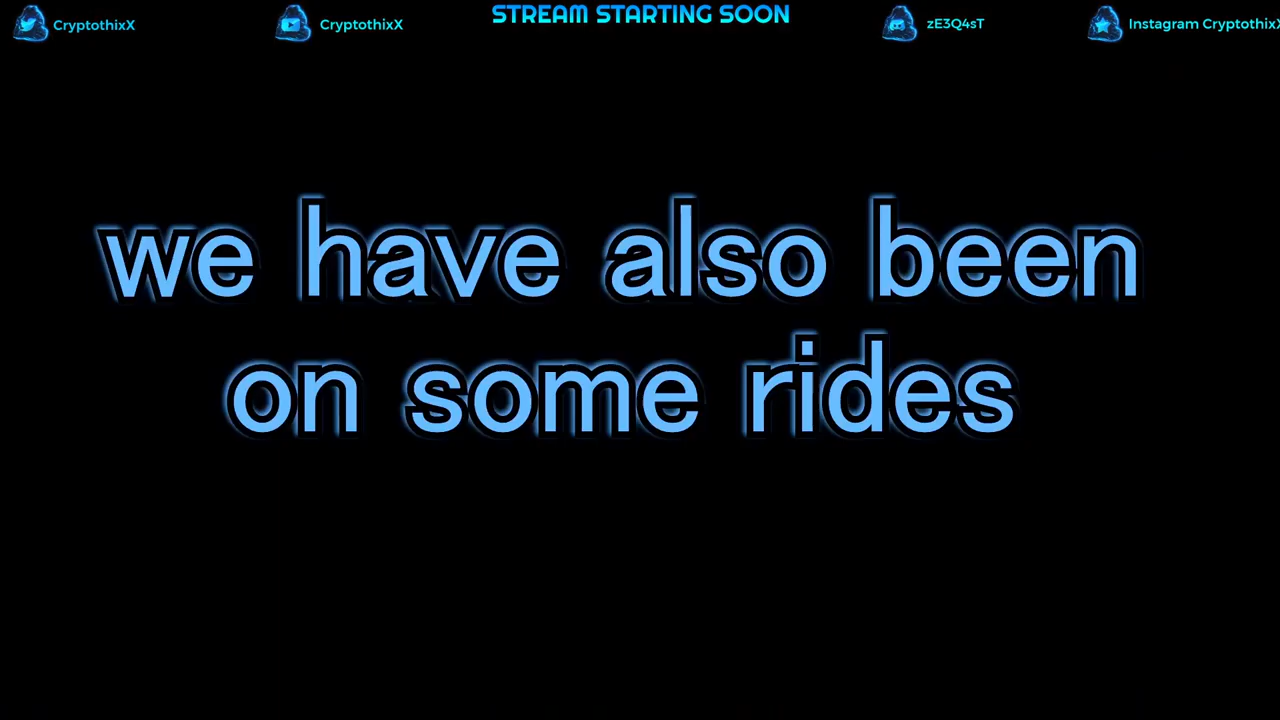 CryptothixX
CryptothixX
STREAM STARTING SOON
zE3Q4sT
Instagram CryptothixX
we have also been
on some rides